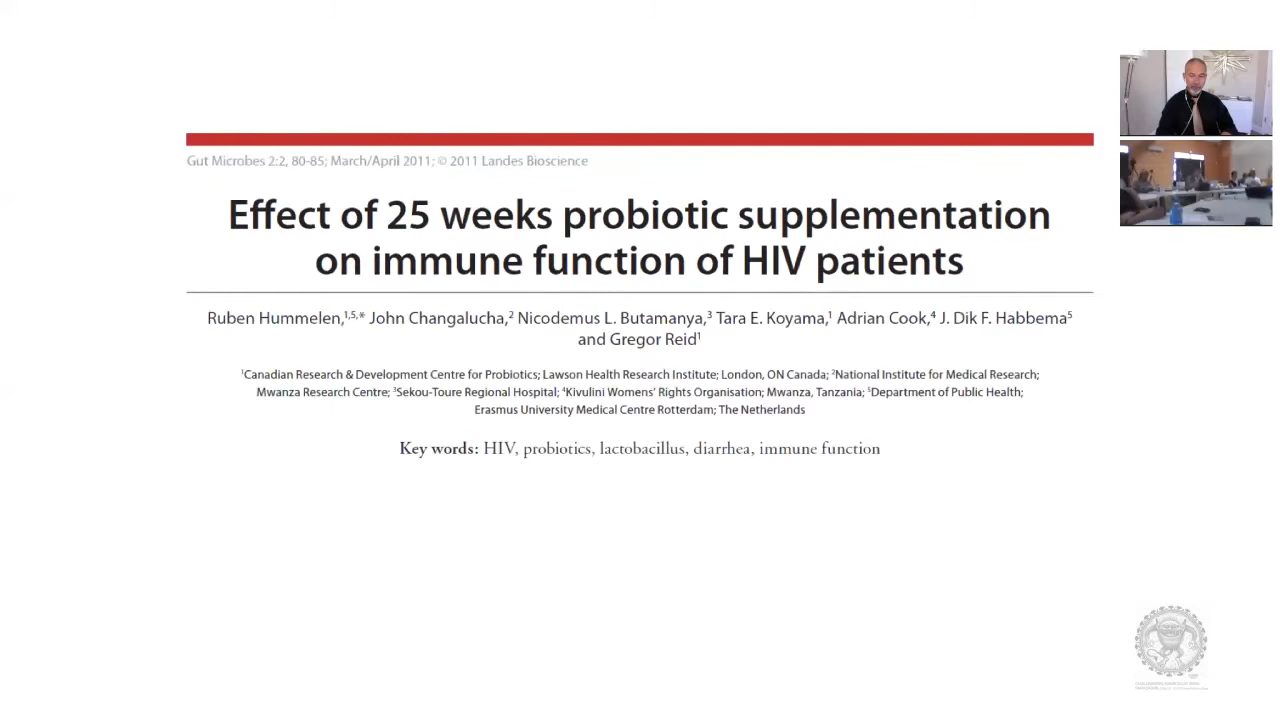 Gut Microbes 2:2, 80-85; March/April 2011; © 2011 Landes Bioscience
Effect of 25 weeks probiotic supplementation
on immune function of HIV patients
Ruben Hummelen,1,5,* John Changalucha,2 Nicodemus L. Butamanya,3 Tara E. Koyama,1 Adrian Cook,4 J. Dik F. Habbema5
and Gregor Reid1
1Canadian Research & Development Centre for Probiotics; Lawson Health Research Institute; London, ON Canada; 2National Institute for Medical Research;
Mwanza Research Centre; 3Sekou-Toure Regional Hospital; 4Kivulini Womens' Rights Organisation; Mwanza, Tanzania; 5Department of Public Health;
Erasmus University Medical Centre Rotterdam; The Netherlands
Key words: HIV, probiotics, lactobacillus, diarrhea, immune function